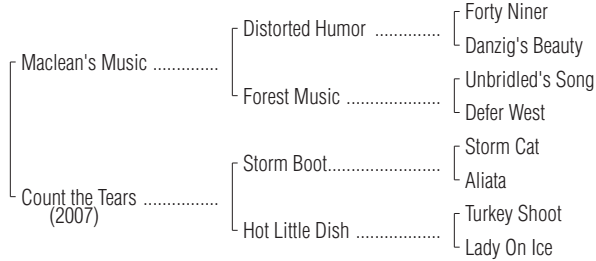 Forty Niner
Distorted Humor ..............
Danzig's Beauty
Maclean's Music ..............
Unbridled's Song
Forest Music ....................
Defer West
Storm Cat
Storm Boot........................
Aliata
Count the Tears ................
(2007)
Turkey Shoot
Hot Little Dish ..................
Lady On Ice